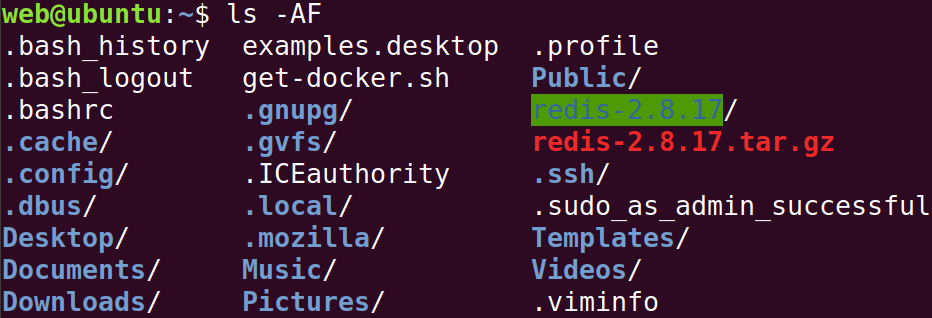 web@ubuntu:~$ ls -AF
.bash_history examples.desktop .profile
.bash_logout get-docker.sh Public/
.bashrc .gnupg/ redis-2.8.17/
.cache/ .gvfs/ redis-2.8.17.tar.gz
.config/ .ICEauthority .ssh/
.dbus/ .local/ .sudo_as_admin_successful
Desktop/ .mozilla/ Templates/
Documents/ Music/ Videos/
Downloads/ Pictures/ .viminfo